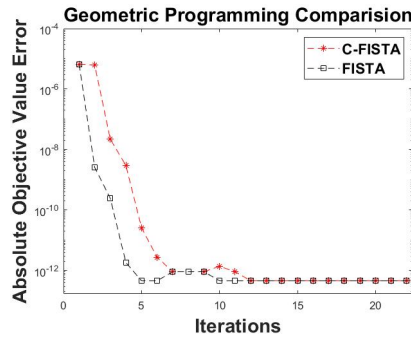 Geometric Programming Comparision
Absolute Objective Value Error
10^-4
10^-6
10^-8
10^-10
10^-12
C-FISTA
FISTA
0 5 10 15 20
Iterations